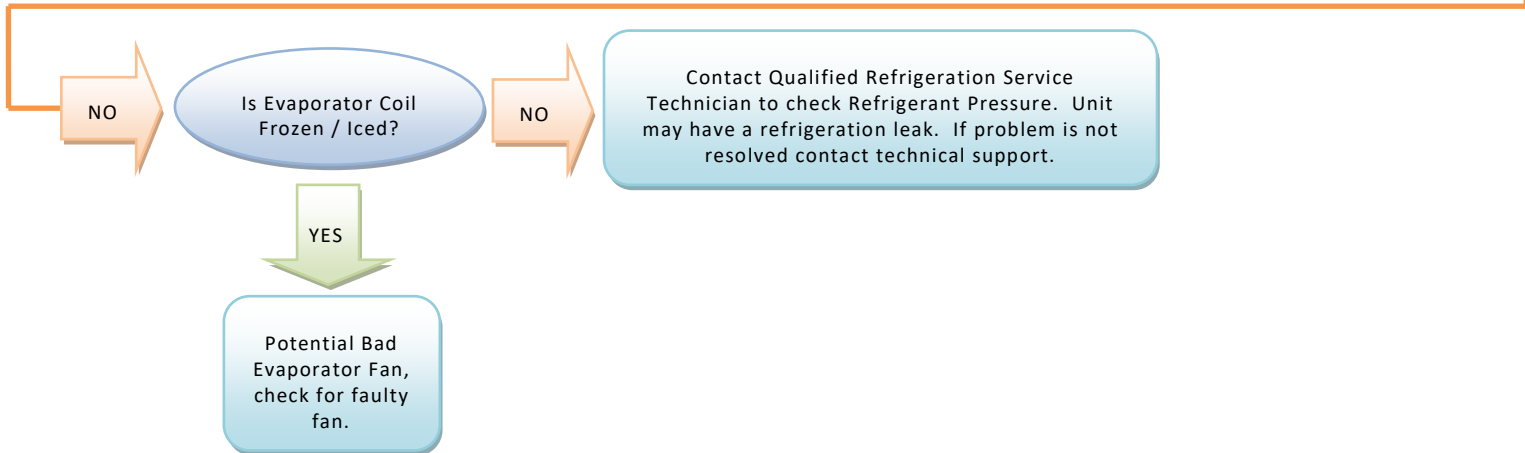 NO
Is Evaporator Coil
Frozen / Iced?
NO
Contact Qualified Refrigeration Service
Technician to check Refrigerant Pressure. Unit
may have a refrigeration leak. If problem is not
resolved contact technical support.
YES
Potential Bad
Evaporator Fan,
check for faulty
fan.